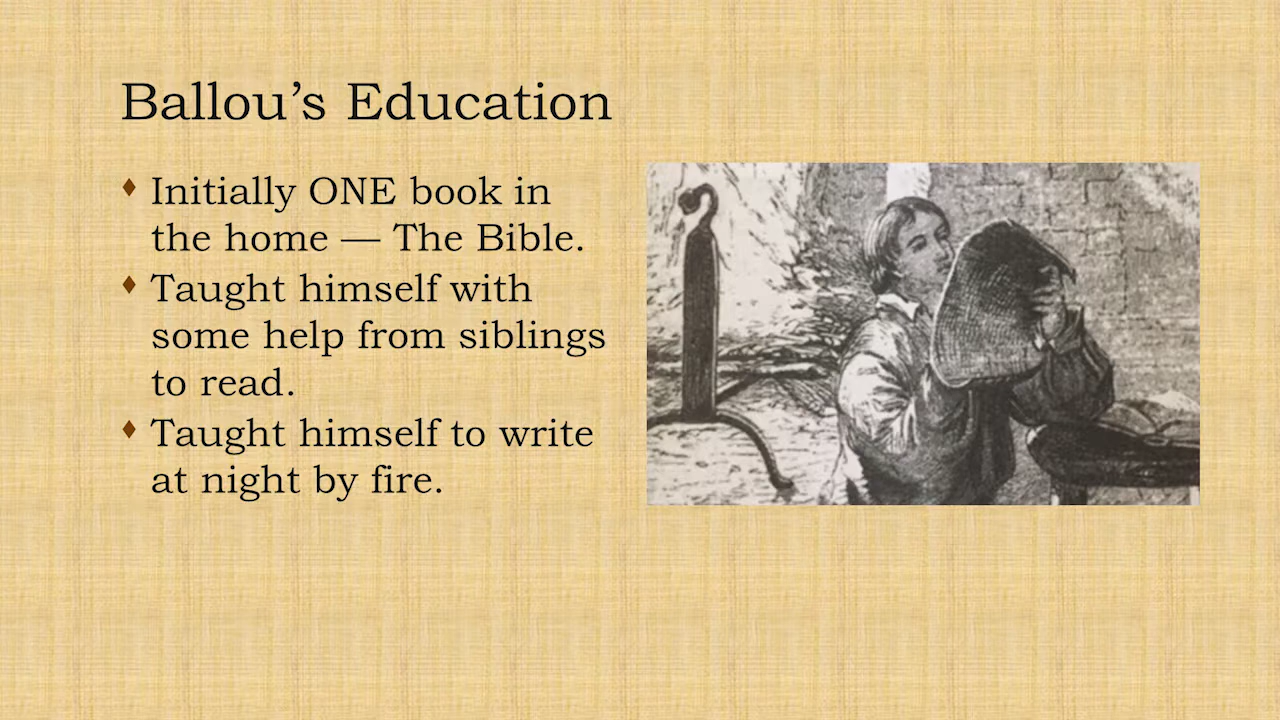 Ballou’s Education
Initially ONE book in
the home — The Bible.
Taught himself with
some help from siblings
to read.
Taught himself to write
at night by fire.